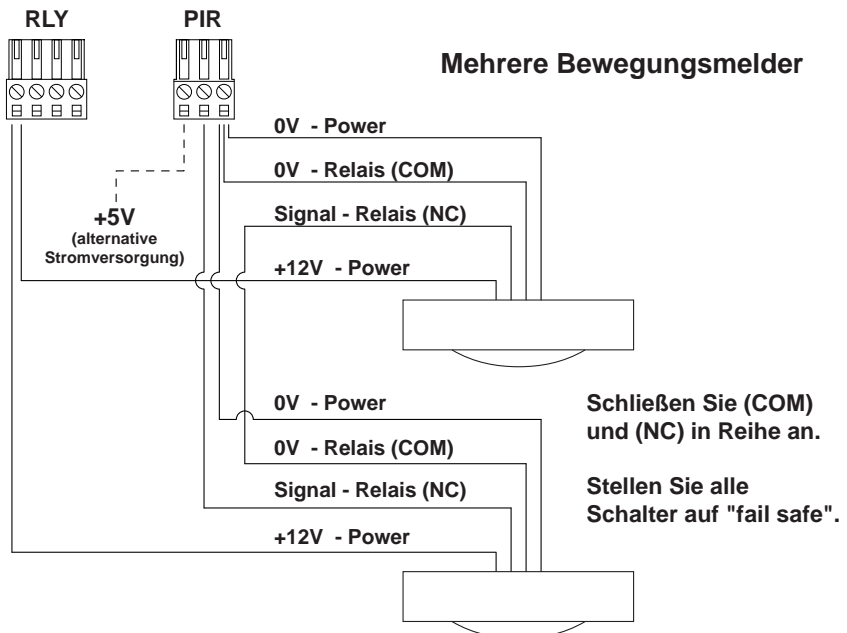 RLY
PIR
Mehrere Bewegungsmelder
0V - Power
0V - Relais (COM)
Signal - Relais (NC)
+12V - Power
+5V
(alternative
Stromversorgung)
0V - Power
0V - Relais (COM)
Signal - Relais (NC)
+12V - Power
Schließen Sie (COM)
und (NC) in Reihe an.
Stellen Sie alle
Schalter auf "fail safe".